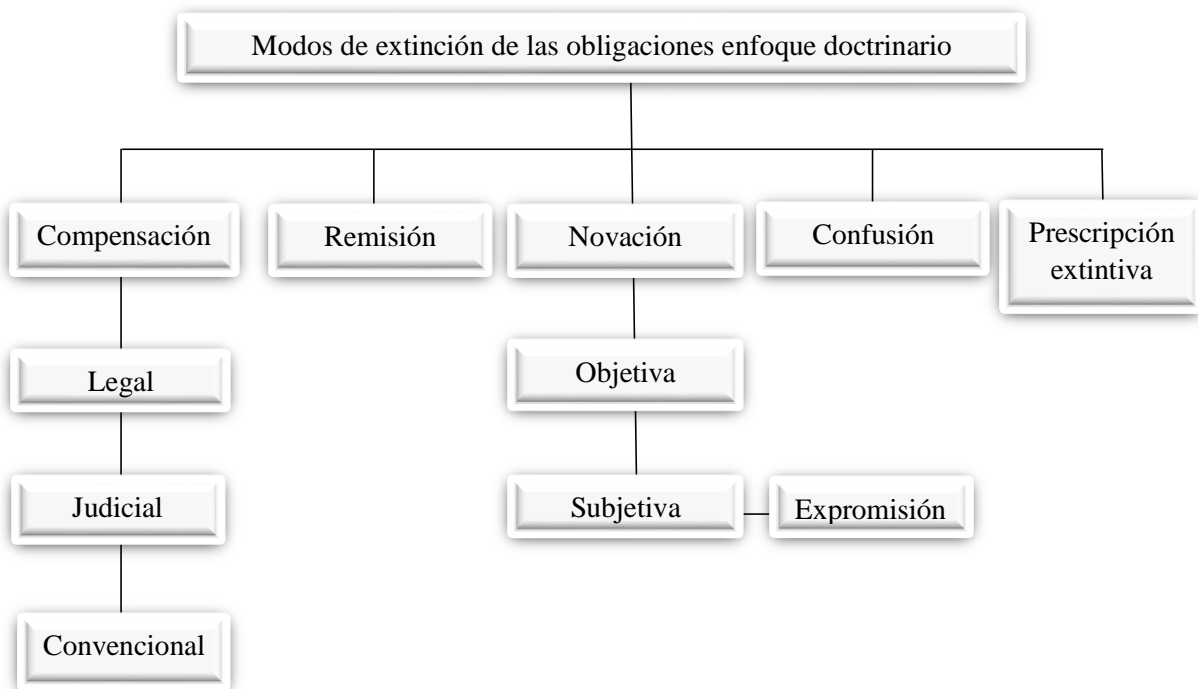 Modos de extinción de las obligaciones enfoque doctrinario
Compensación
Remisión
Novación
Confusión
Prescripción
extintiva
Legal
Objetiva
Judicial
Subjetiva
Expromisión
Convencional